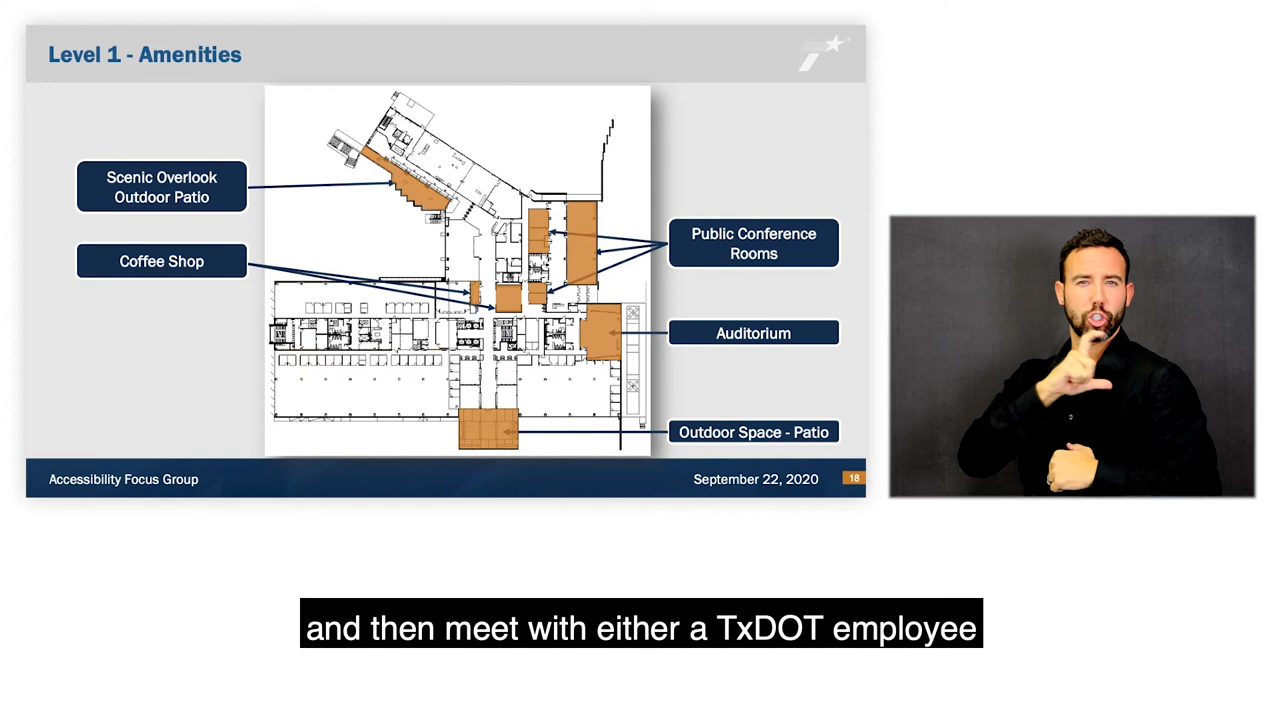 Level 1 - Amenities
Scenic Overlook
Outdoor Patio
Coffee Shop
Public Conference
Rooms
Auditorium
Outdoor Space - Patio
Accessibility Focus Group
September 22, 2020
18
and then meet with either a TxDOT employee